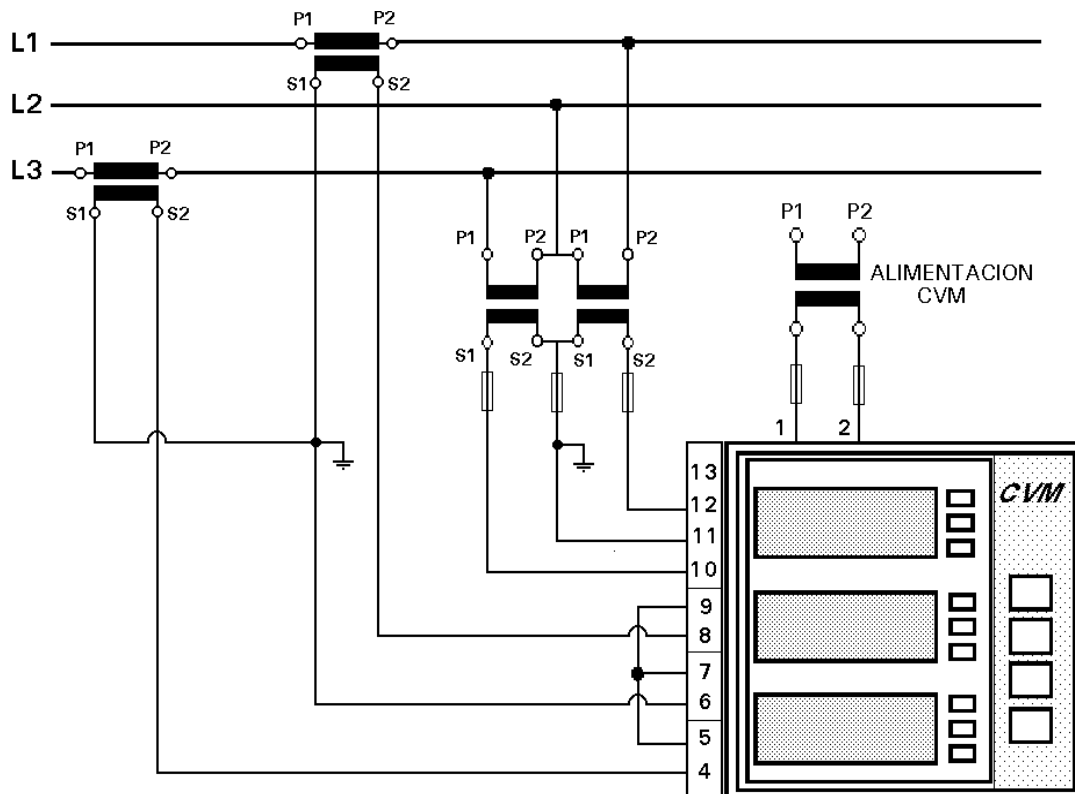 P1 P2
L1
S1 S2
L2
P1 P2
L3
S1 S2
P1 P2
P1 P2 P1 P2
ALIMENTACION
CVM
S1 S2 S1 S2
1 2
13
CVM
12
11
10
9
8
7
6
5
4